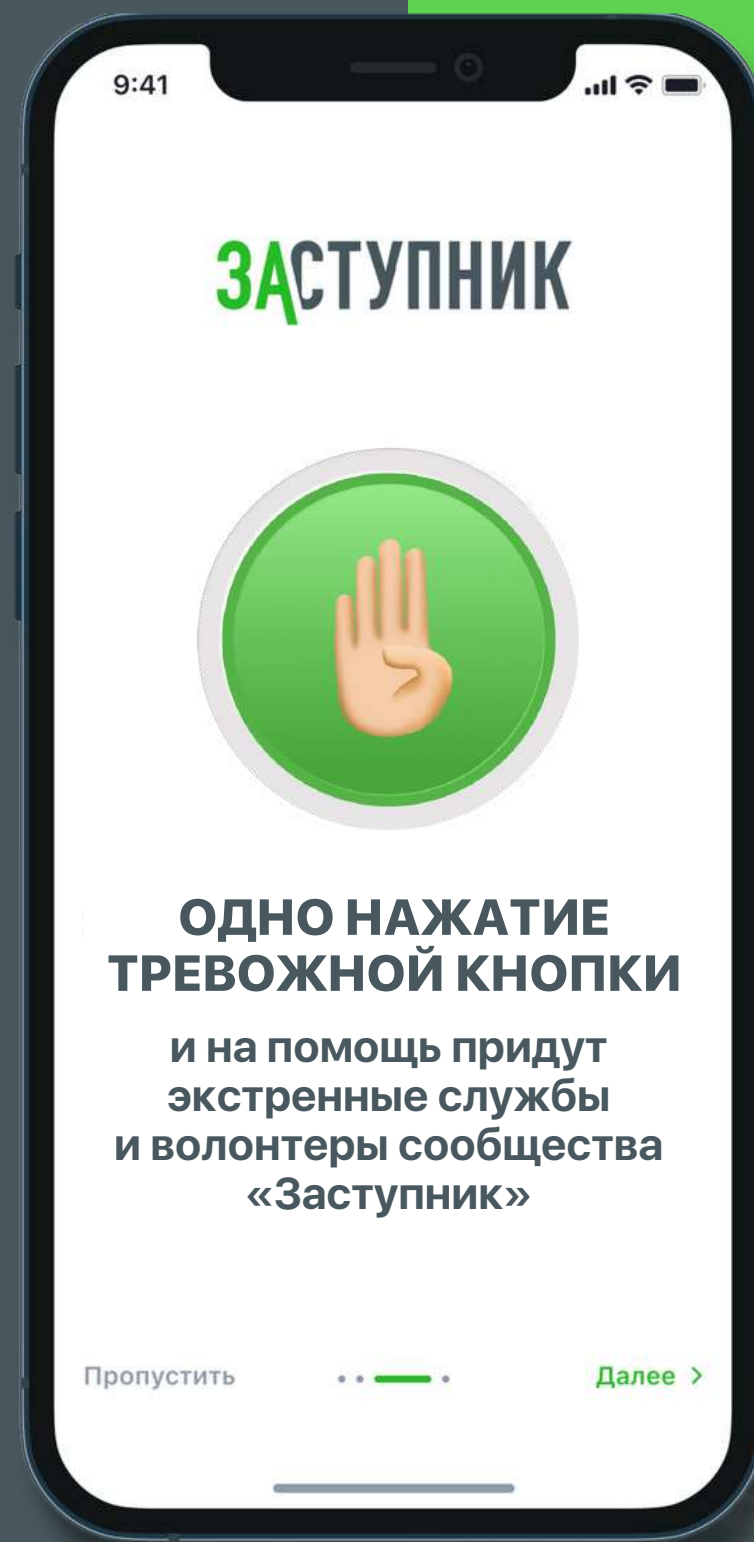 9:41
ЗАСТУПНИК
ОДНО НАЖАТИЕ
ТРЕВОЖНОЙ КНОПКИ
и на помощь придут
экстренные службы
и волонтеры сообщества
«Заступник»
Пропустить Далее >